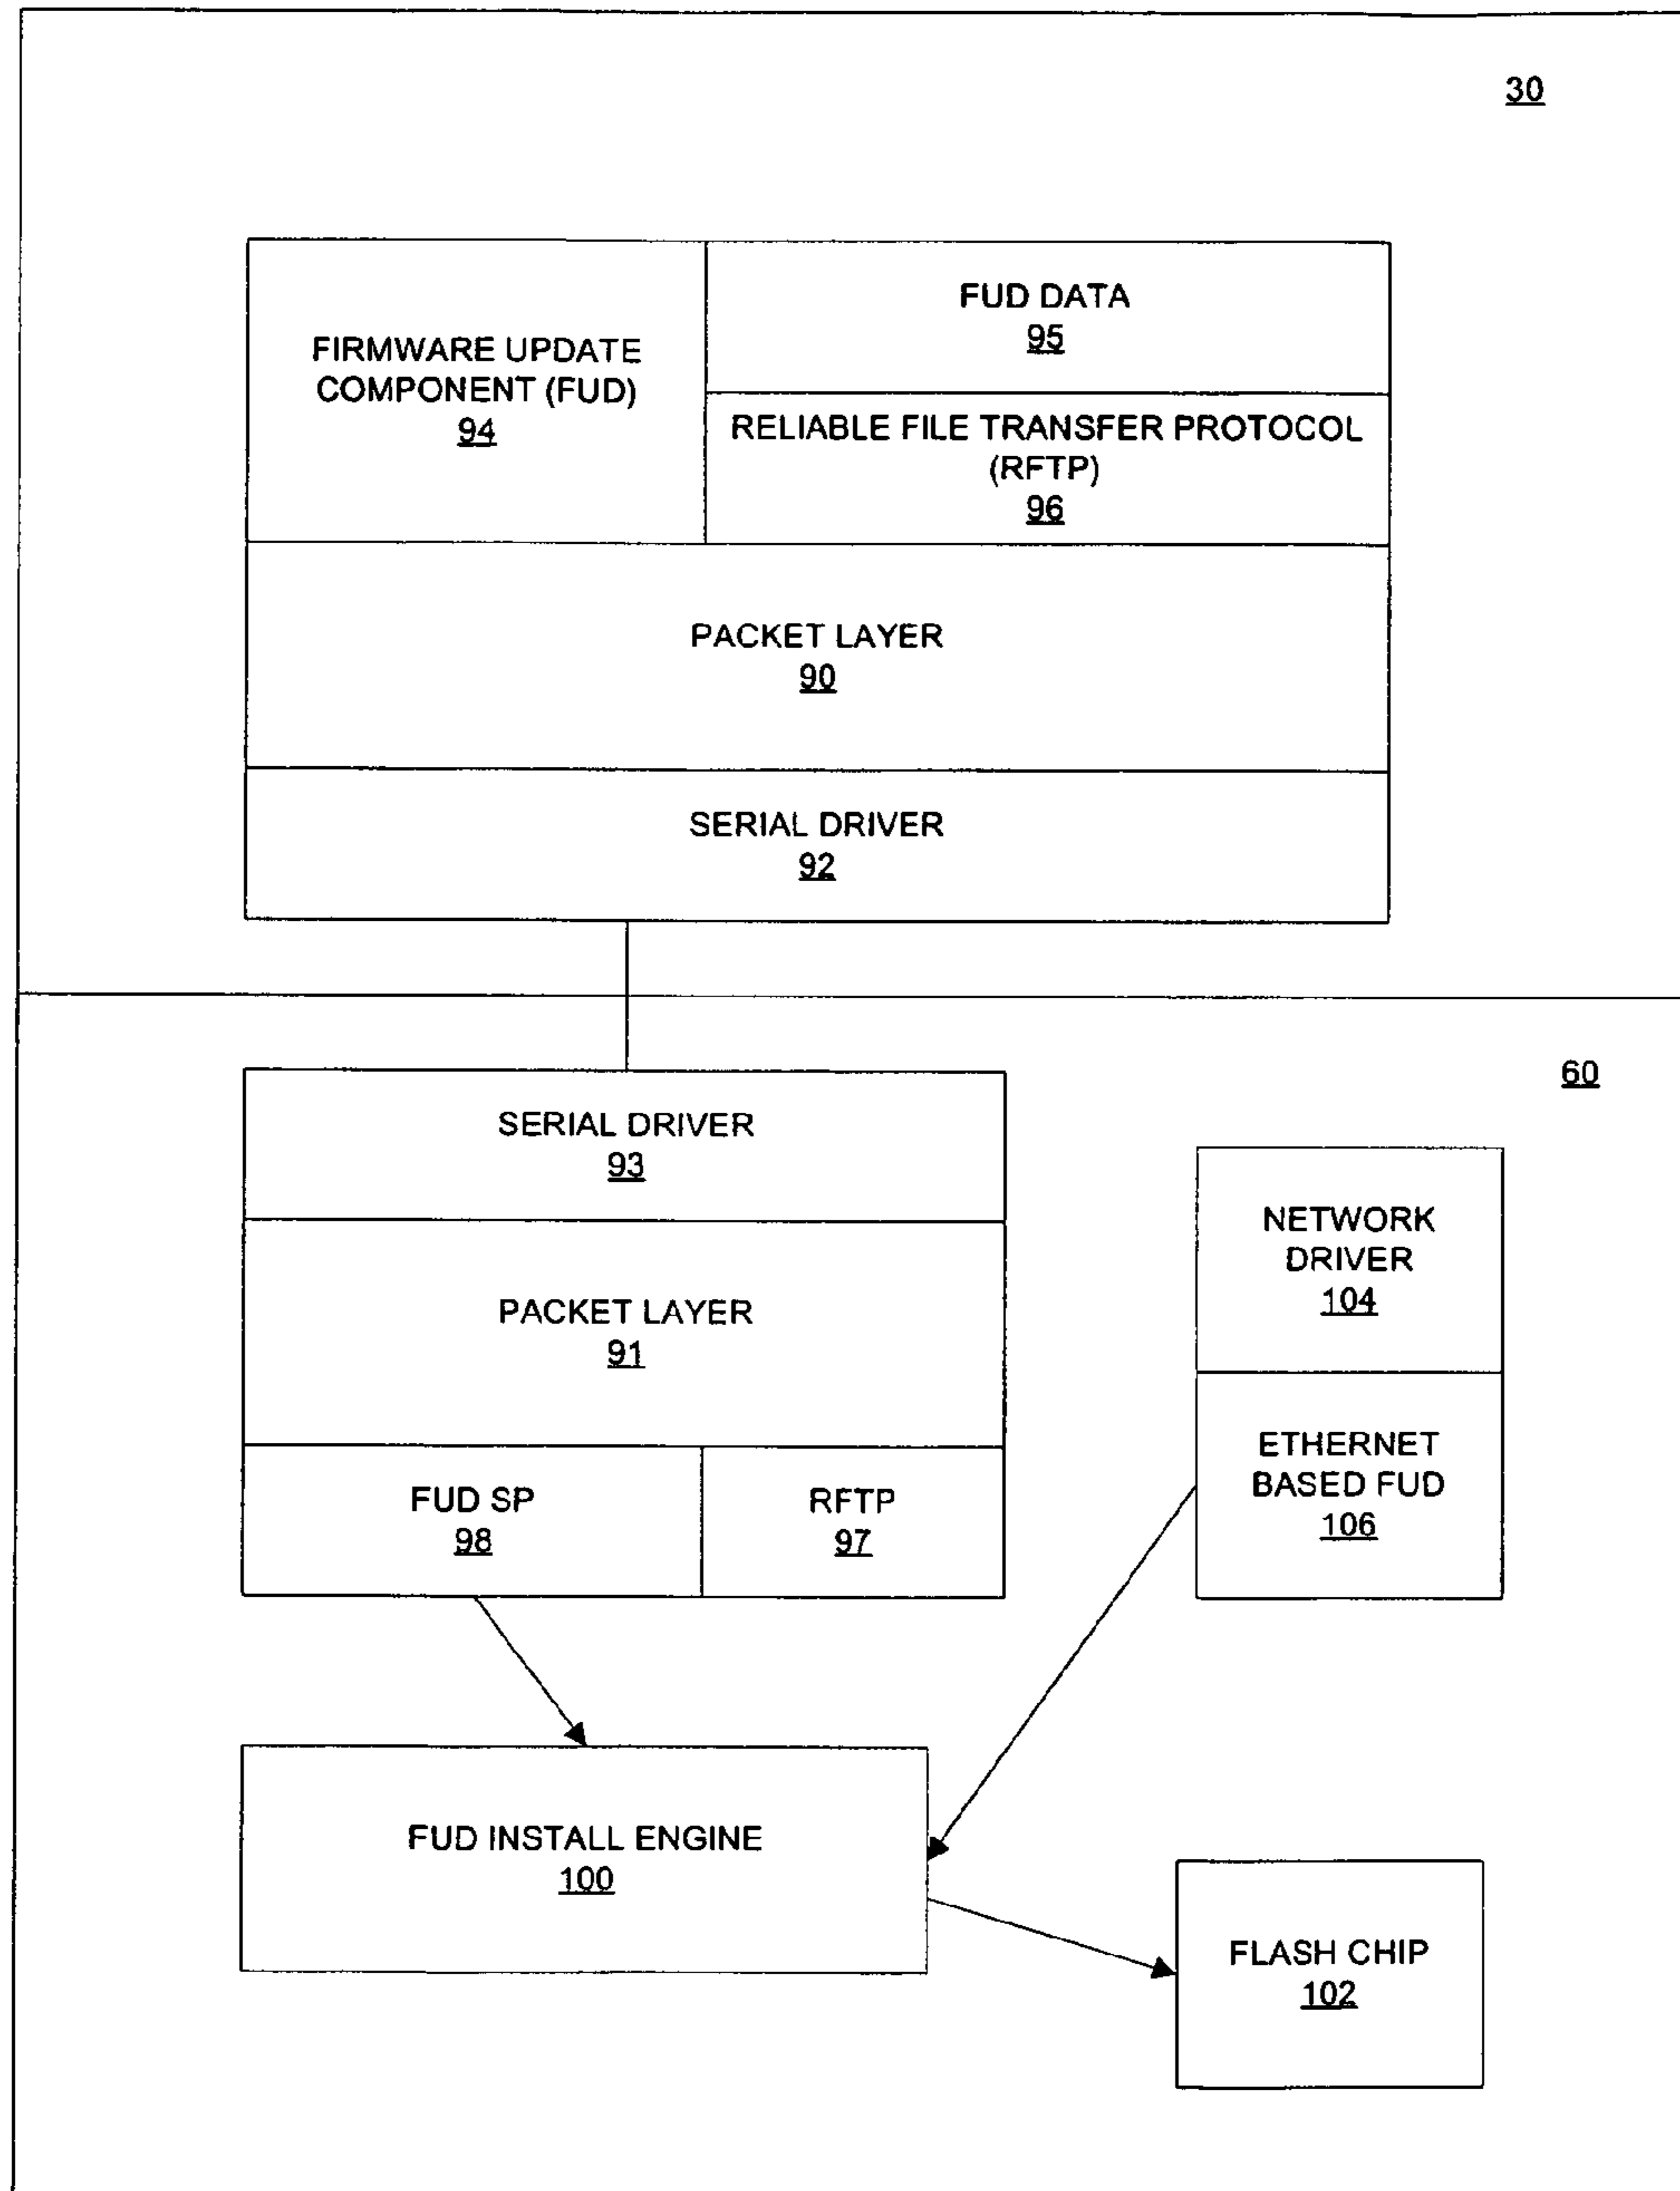 30
FIRMWARE UPDATE
COMPONENT (FUD)
94
FUD DATA
95
RELIABLE FILE TRANSFER PROTOCOL
(RFTP)
96
PACKET LAYER
90
SERIAL DRIVER
92
60
SERIAL DRIVER
93
PACKET LAYER
91
FUD SP
98
RFTP
97
NETWORK
DRIVER
104
ETHERNET
BASED FUD
106
FUD INSTALL ENGINE
100
FLASH CHIP
102